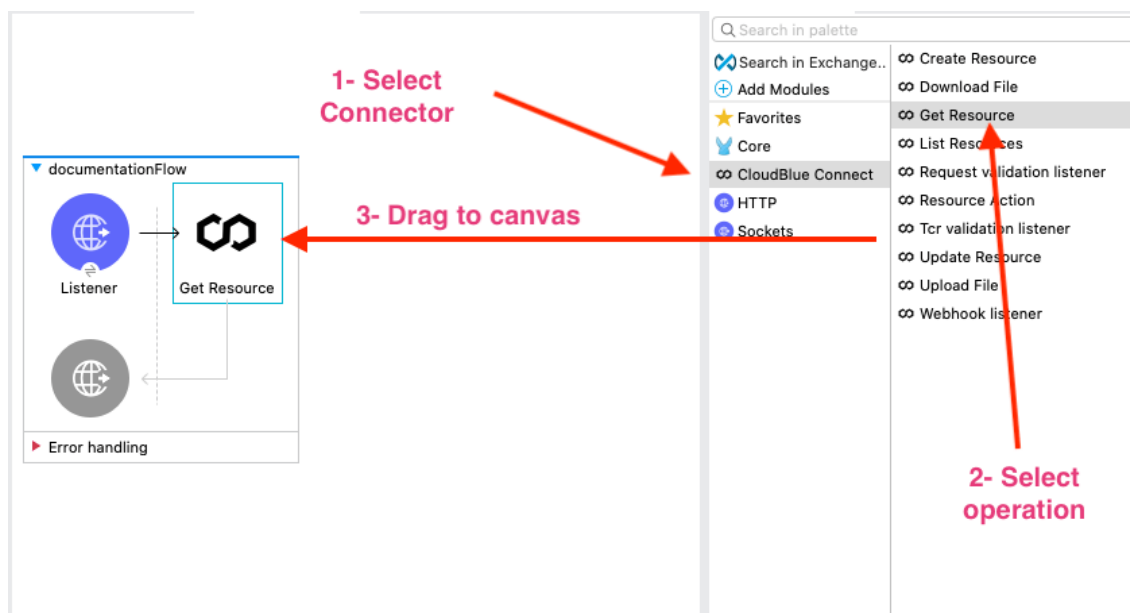 Search in palette
Search in Exchange..
Add Modules
Favorites
Core
CloudBlue Connect
HTTP
Sockets
Create Resource
Download File
Get Resource
List Resources
Request validation listener
Resource Action
Tcr validation listener
Update Resource
Upload File
Webhook listener
1- Select
Connector
3- Drag to canvas
2- Select
operation
documentationFlow
Listener
Get Resource
Error handling